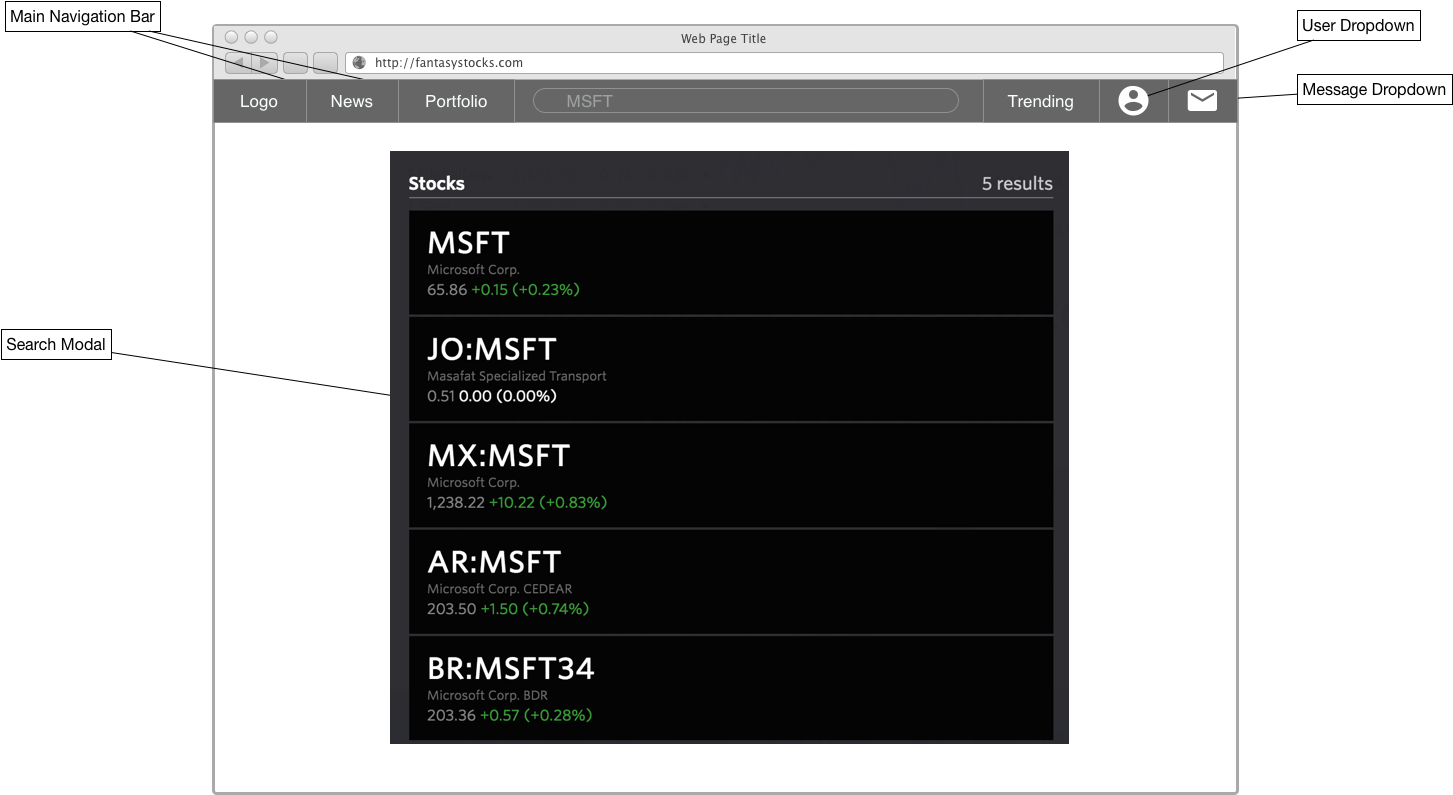 Main Navigation Bar
User Dropdown
Web Page Title
http://fantasystocks.com
Message Dropdown
Logo News Portfolio MSFT Trending
Stocks 5 results
MSFT
Microsoft Corp.
65.86 +0.15 (+0.23%)
Search Modal
JO:MSFT
Masafat Specialized Transport
0.51 0.00 (0.00%)
MX:MSFT
Microsoft Corp.
1,238.22 +10.22 (+0.83%)
AR:MSFT
Microsoft Corp. CEDEAR
203.50 +1.50 (+0.74%)
BR:MSFT34
Microsoft Corp. BDR
203.36 +0.57 (+0.28%)